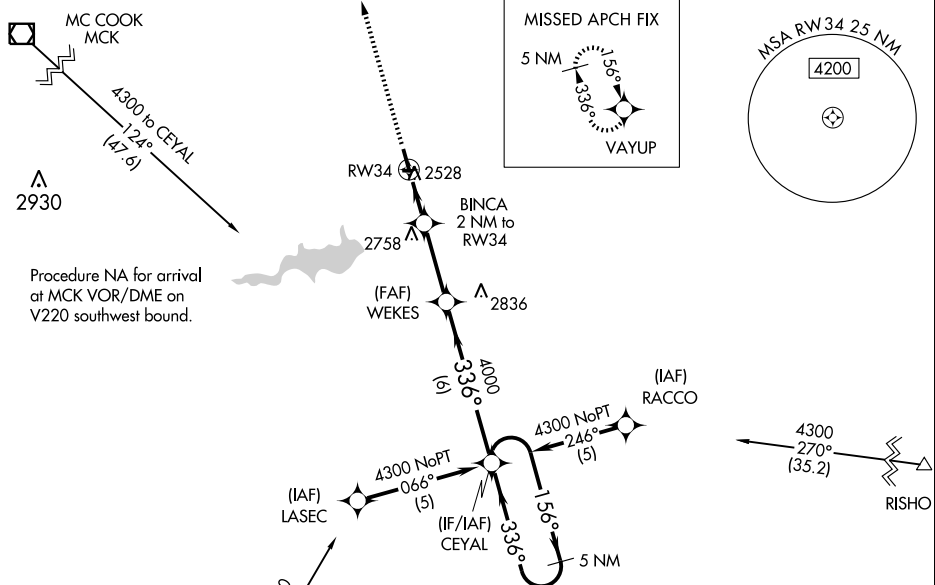 MC COOK
MCK
4300 to CEYAL
124°
(47.6)
2930
Procedure NA for arrival
at MCK VOR/DME on
V220 southwest bound.
RW34
2528
BINCA
2 NM to
RW34
2758
(FAF)
WEKES
2836
4000
336°
(6)
MISSED APCH FIX
5 NM
156°
336°
VAYUP
MSA RW34 25 NM
4200
(IAF)
RACCO
4300 NoPT
246°
(5)
4300
270°
(35.2)
RISHO
4300 NoPT
066°
(5)
(IAF)
LASEC
(IF/IAF)
CEYAL
336°
156°
5 NM